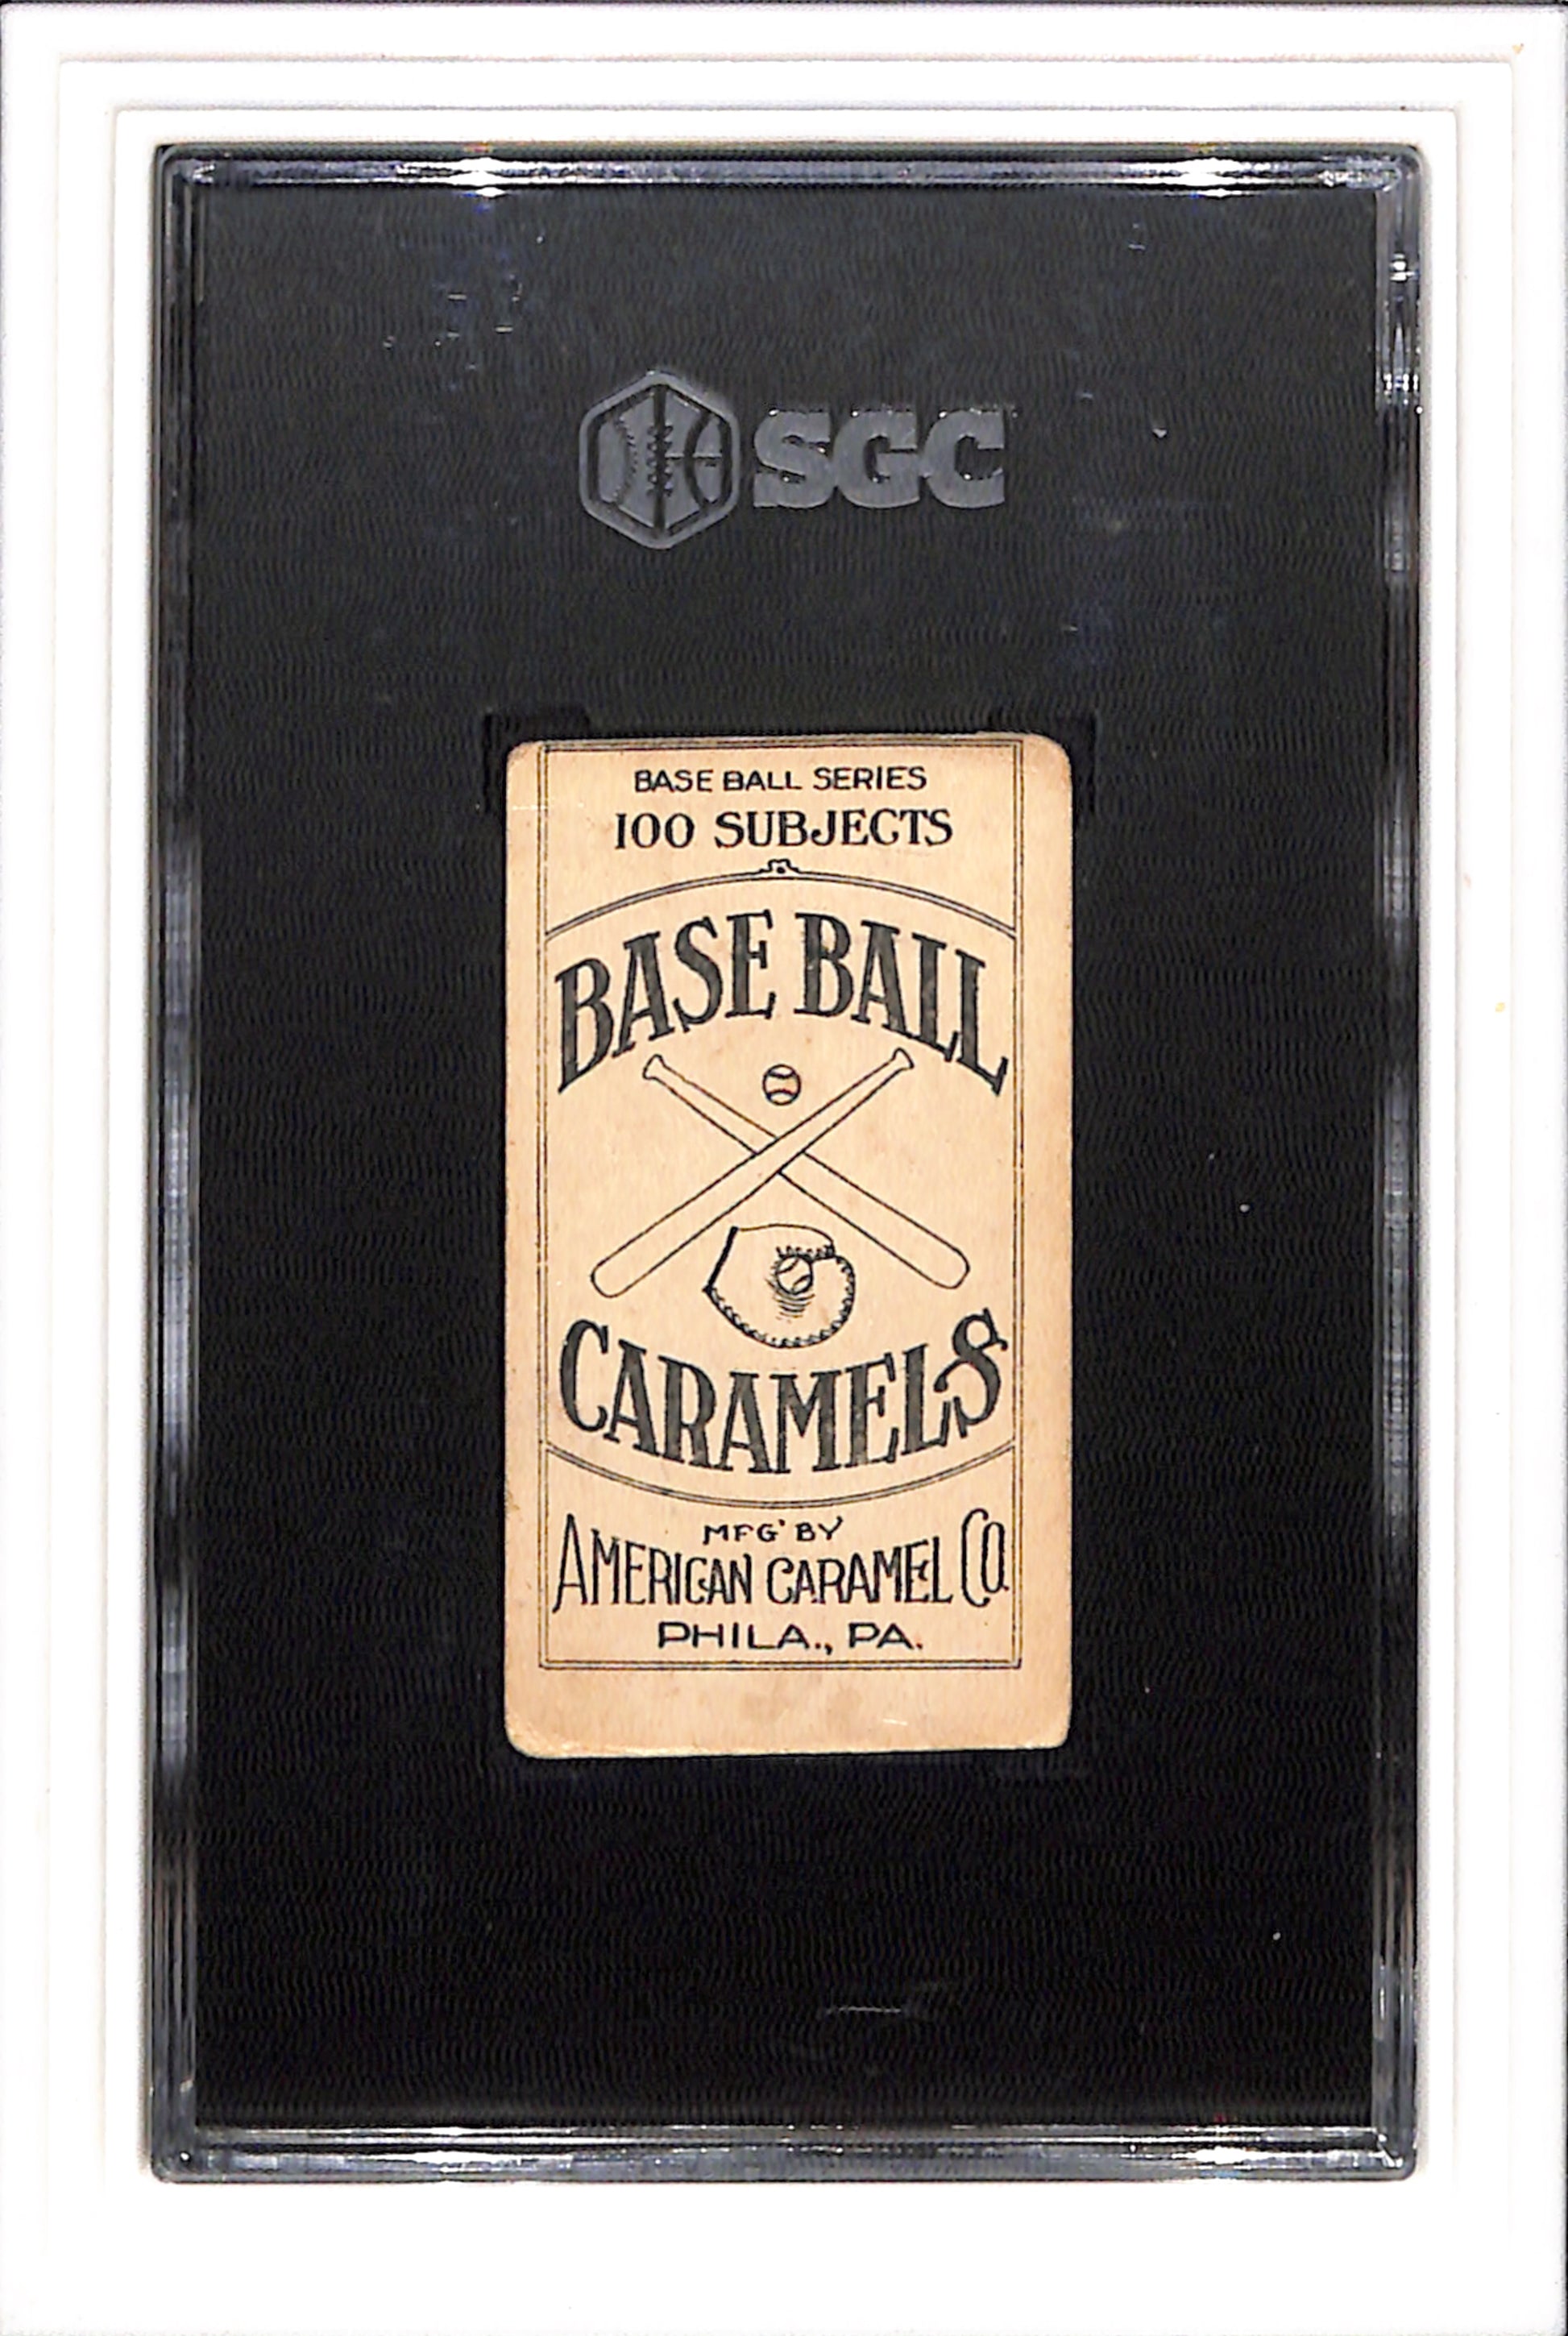 SGC
BASE BALL SERIES
100 SUBJECTS
BASE BALL
CARAMELS
MFG' BY
AMERICAN CARAMEL CO.
PHILA., PA.